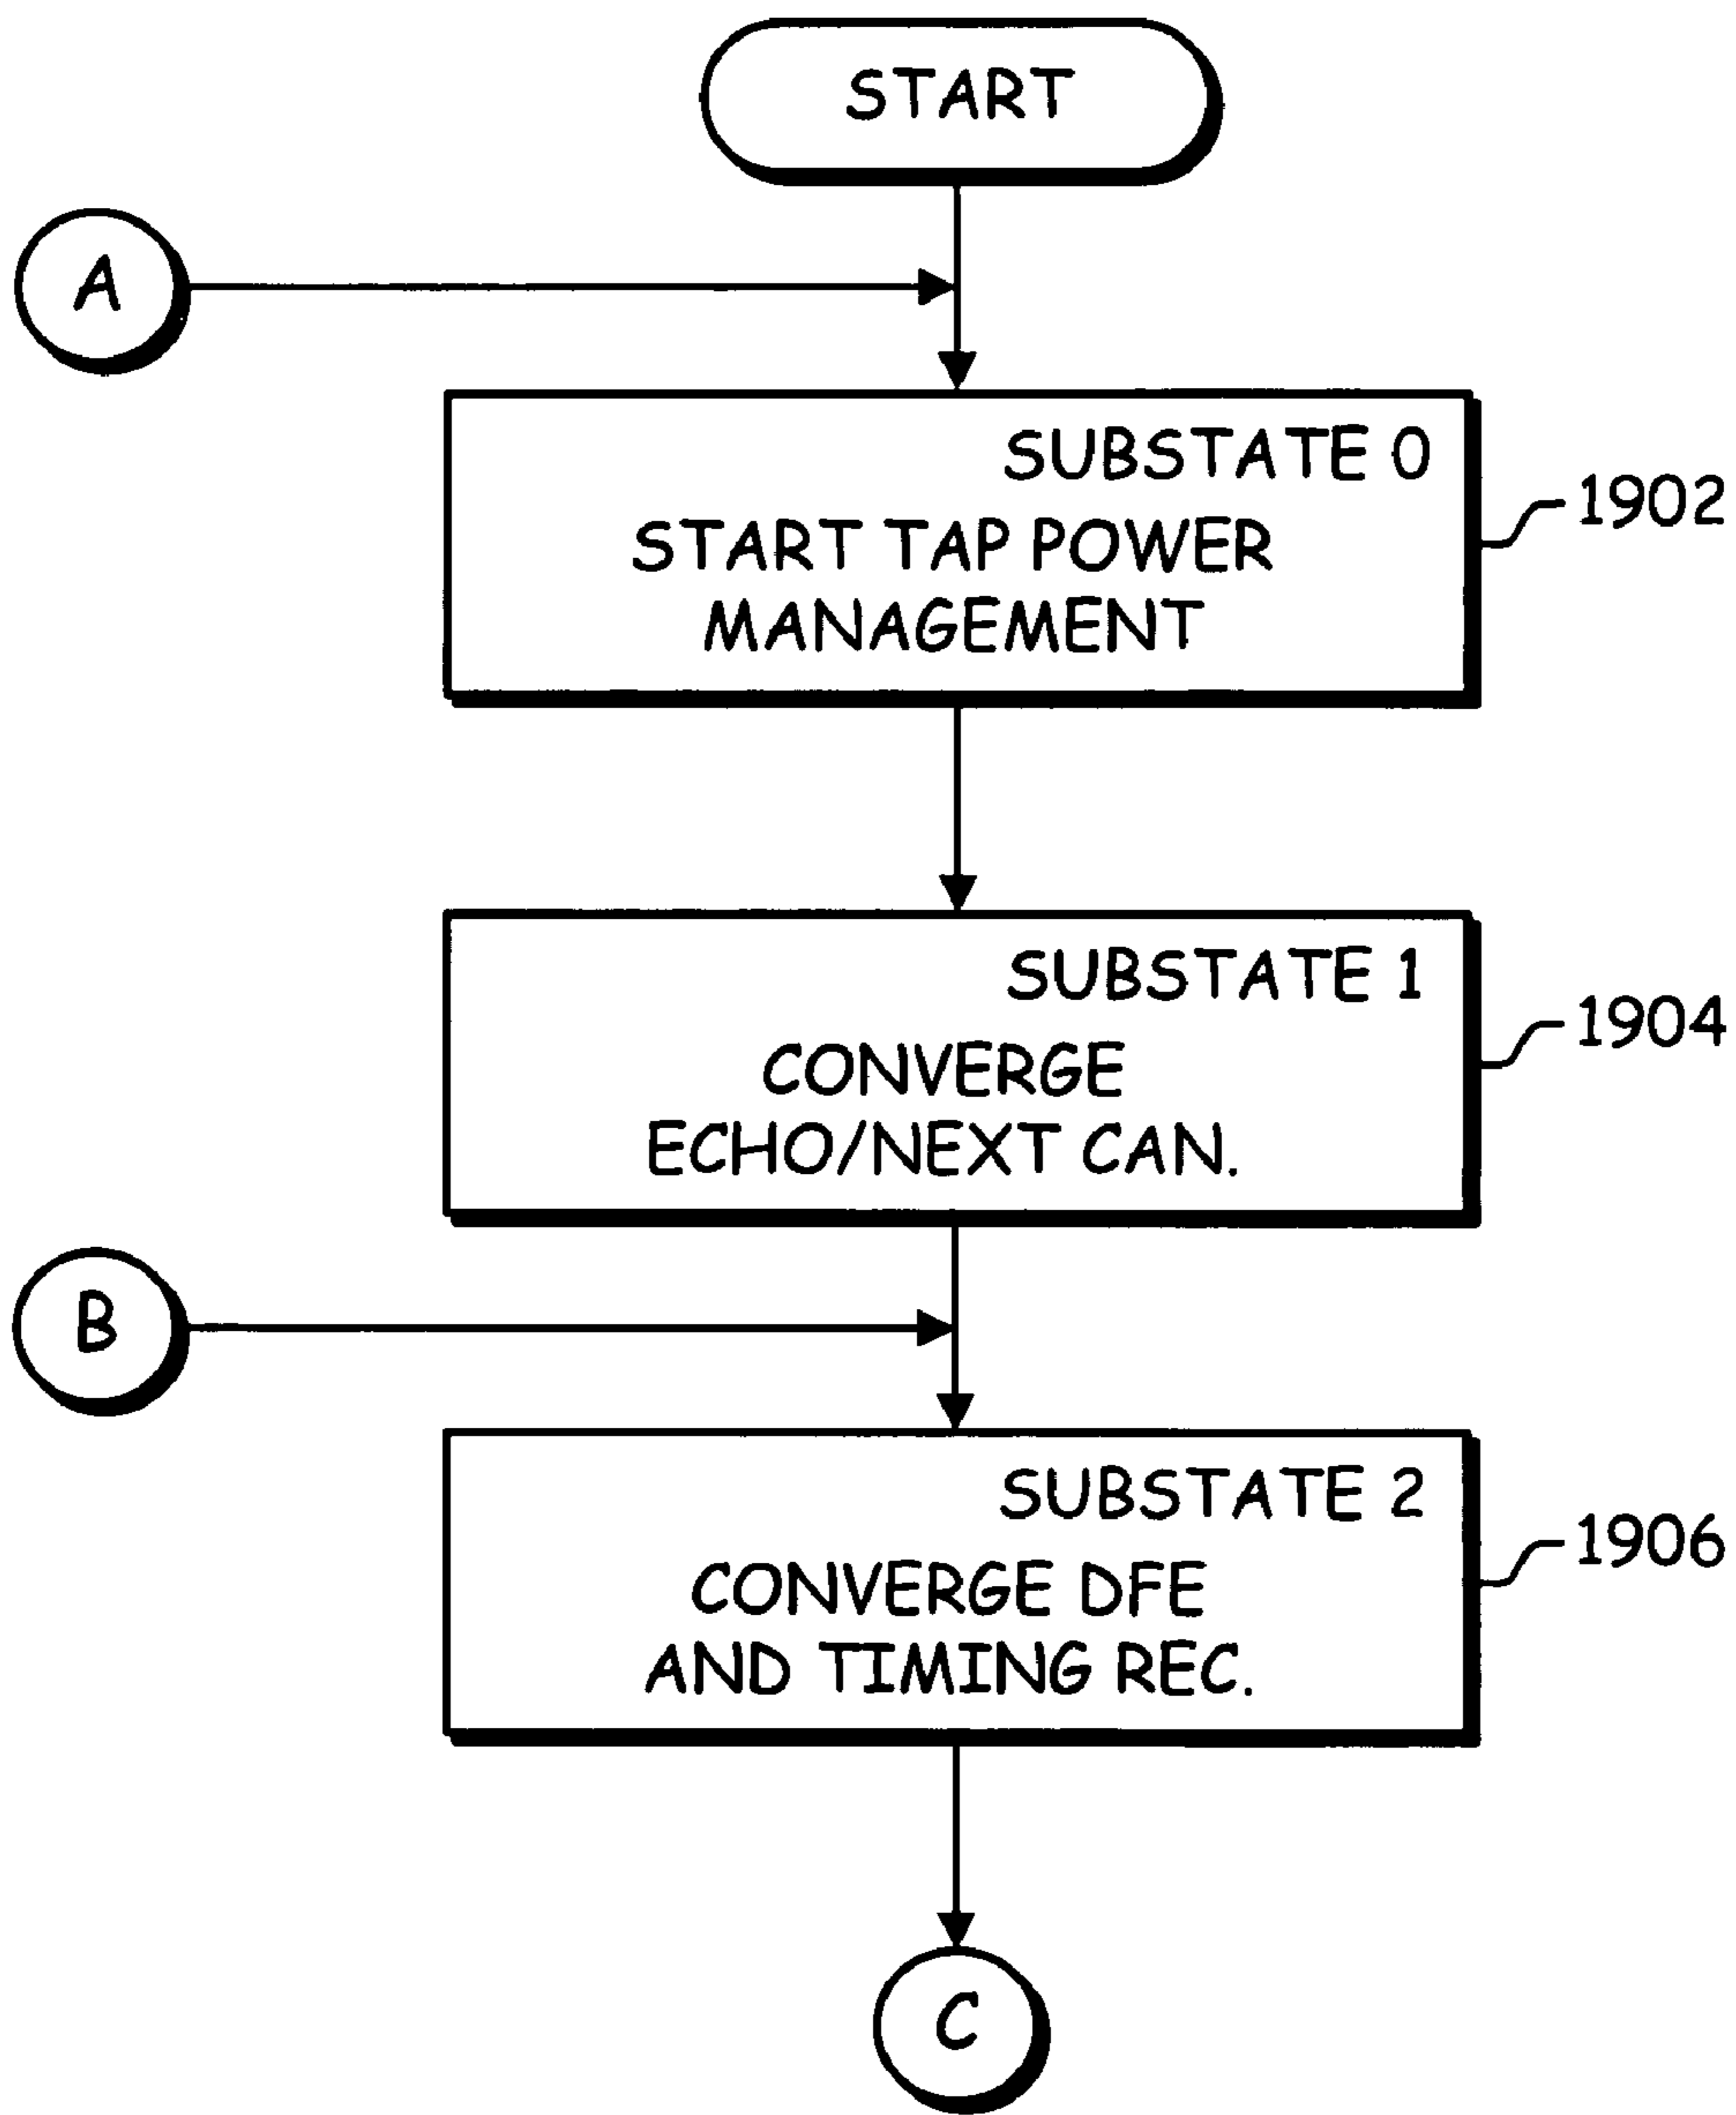 START
A
SUBSTATE 0
START TAP POWER
MANAGEMENT
1902
SUBSTATE 1
CONVERGE
ECHO/NEXT CAN.
1904
B
SUBSTATE 2
CONVERGE DFE
AND TIMING REC.
1906
C